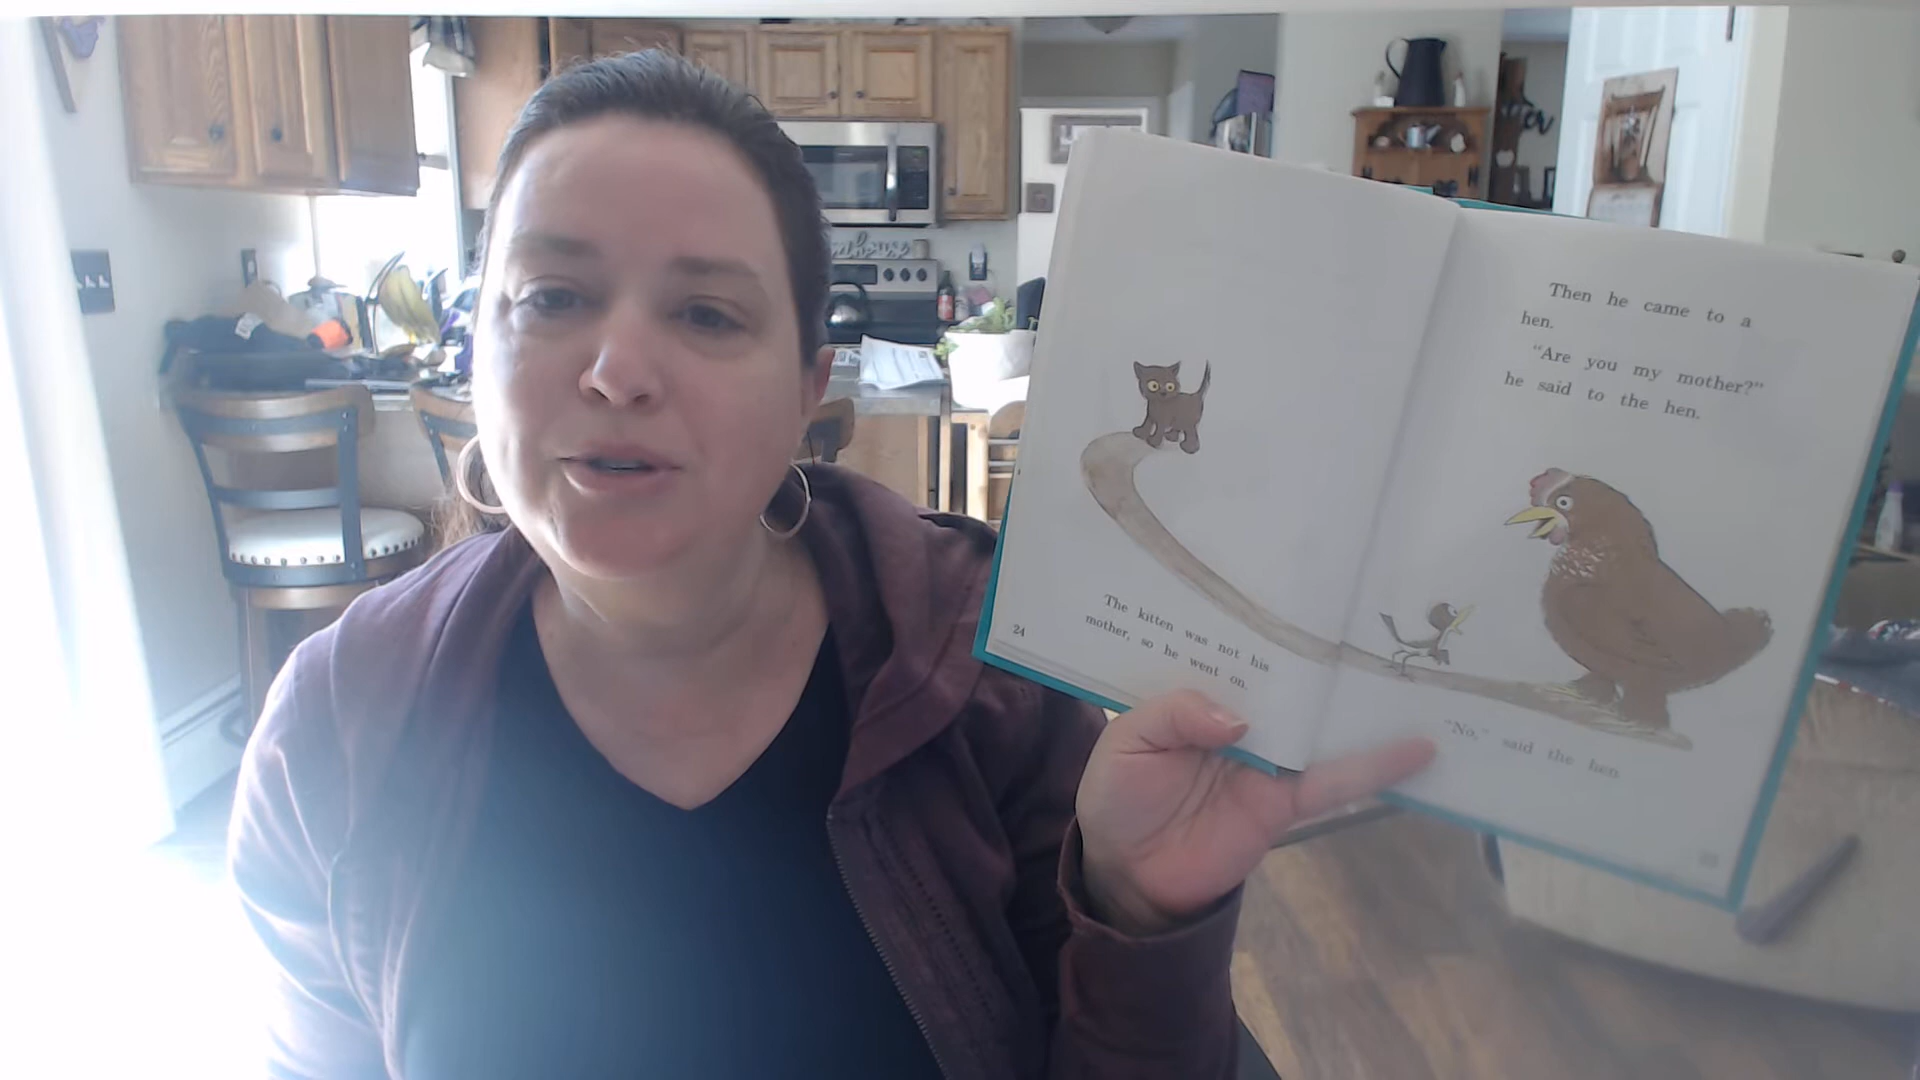 The kitten was not his
mother, so he went on.
24
Then he came to a
hen.
"Are you my mother?"
he said to the hen.
"No," said the hen.